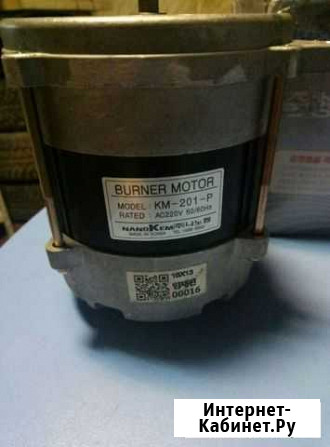 BURNER MOTOR
MODEL: KM-201-P
RATED : AC220V 50/60Hz
NANOKEM
MADE IN KOREA
00016
Интернет-
Кабинет.Ру